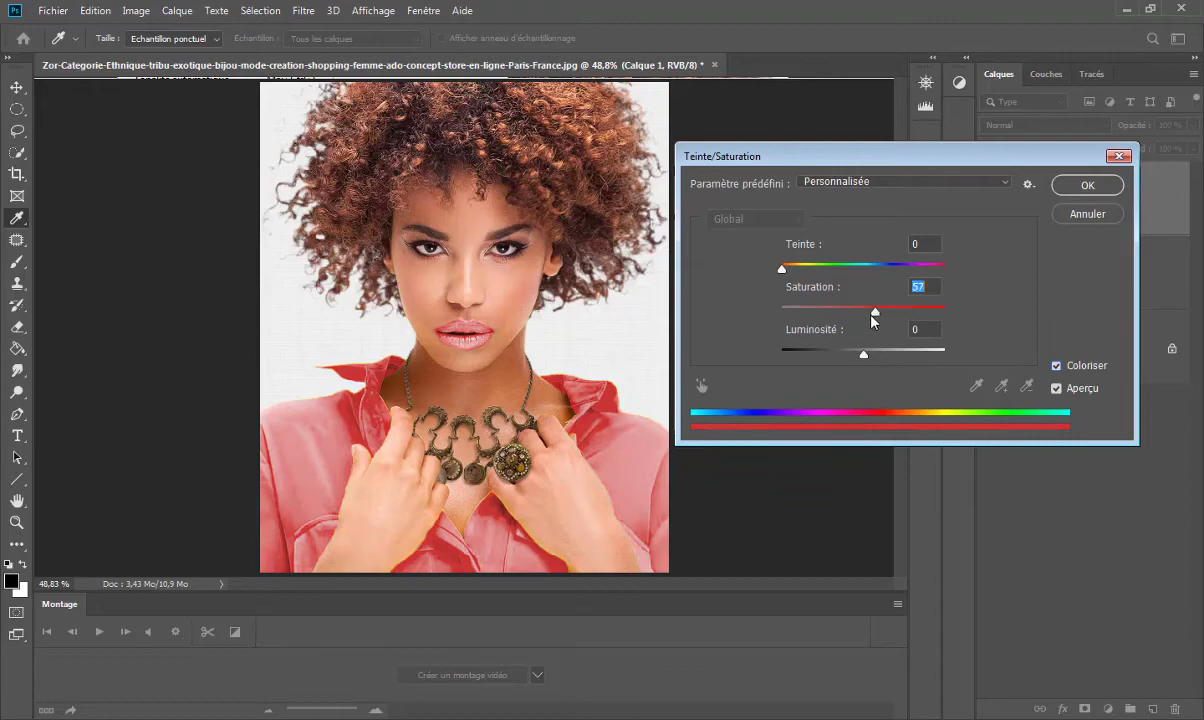 Ps Fichier Edition Image Calque Texte Sélection Filtre 3D Affichage Fenêtre Aide
Taille : Echantillon ponctuel Echantillon : Tous les calques Afficher anneau d'échantillonnage
Zor-Categorie-Ethnique-tribu-exotique-bijou-mode-creation-shopping-femme-ado-concept-store-en-ligne-Paris-France.jpg @ 48,8% (Calque 1, RVB/8) *
Calques Couches Tracés
Type
Normal Opacité : 100 %
Teinte/Saturation
Paramètre prédéfini : Personnalisée
OK
Global
Annuler
Teinte : 0
Saturation : 57
Luminosité : 0
Coloriser
Aperçu
48,83 % Doc : 3,43 Mo/10,9 Mo
Montage
Créer un montage vidéo